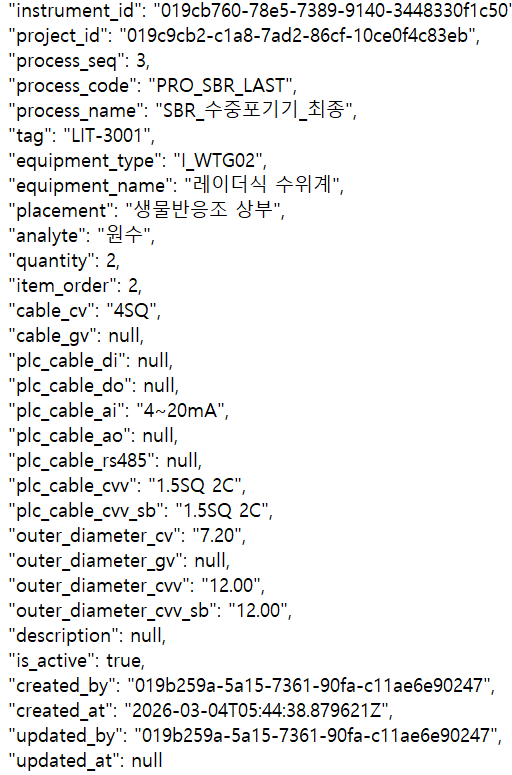 "instrument_id": "019cb760-78e5-7389-9140-3448330f1c50"
"project_id": "019c9cb2-c1a8-7ad2-86cf-10ce0f4c83eb",
"process_seq": 3,
"process_code": "PRO_SBR_LAST",
"process_name": "SBR_수중포기기_최종",
"tag": "LIT-3001",
"equipment_type": "I_WTG02",
"equipment_name": "레이더식 수위계",
"placement": "생물반응조 상부",
"analyte": "원수",
"quantity": 2,
"item_order": 2,
"cable_cv": "4SQ",
"cable_gv": null,
"plc_cable_di": null,
"plc_cable_do": null,
"plc_cable_ai": "4~20mA",
"plc_cable_ao": null,
"plc_cable_rs485": null,
"plc_cable_cvv": "1.5SQ 2C",
"plc_cable_cvv_sb": "1.5SQ 2C",
"outer_diameter_cv": "7.20",
"outer_diameter_gv": null,
"outer_diameter_cvv": "12.00",
"outer_diameter_cvv_sb": "12.00",
"description": null,
"is_active": true,
"created_by": "019b259a-5a15-7361-90fa-c11ae6e90247",
"created_at": "2026-03-04T05:44:38.879621Z",
"updated_by": "019b259a-5a15-7361-90fa-c11ae6e90247",
"updated_at": null